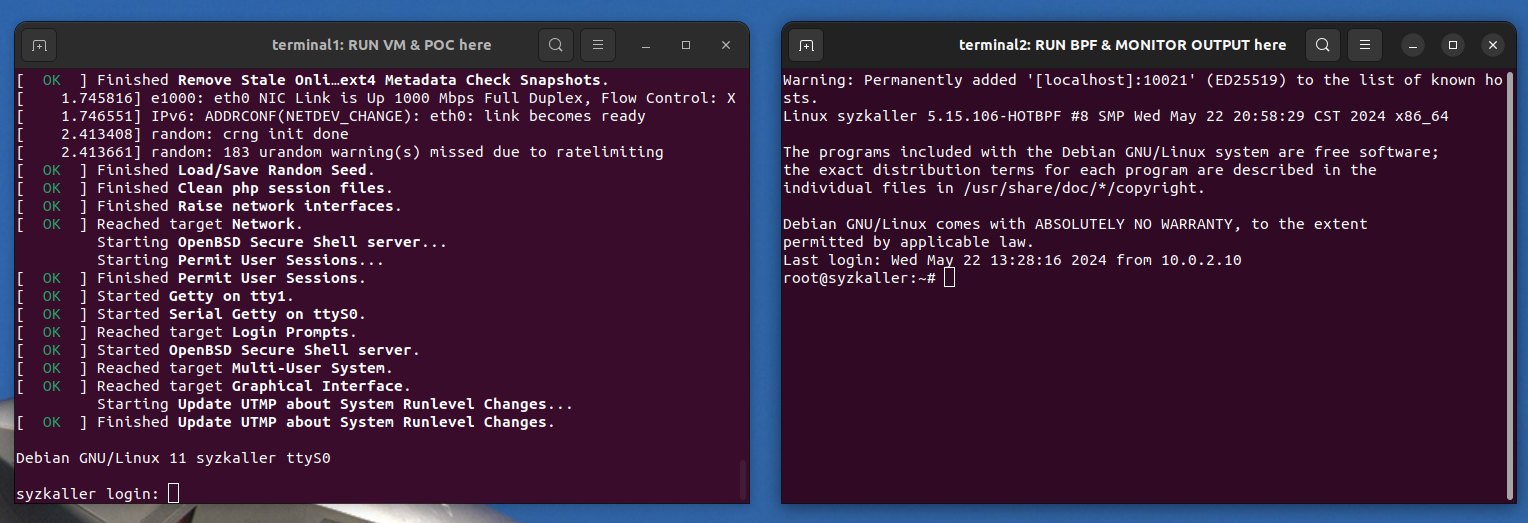 terminal1: RUN VM & POC here
[  OK  ] Finished Remove Stale Onli…ext4 Metadata Check Snapshots.
[    1.745816] e1000: eth0 NIC Link is Up 1000 Mbps Full Duplex, Flow Control: X
[    1.746551] IPv6: ADDRCONF(NETDEV_CHANGE): eth0: link becomes ready
[    2.413408] random: crng init done
[    2.413661] random: 183 urandom warning(s) missed due to ratelimiting
[  OK  ] Finished Load/Save Random Seed.
[  OK  ] Finished Clean php session files.
[  OK  ] Finished Raise network interfaces.
[  OK  ] Reached target Network.
         Starting OpenBSD Secure Shell server...
         Starting Permit User Sessions...
[  OK  ] Finished Permit User Sessions.
[  OK  ] Started Getty on tty1.
[  OK  ] Started Serial Getty on ttyS0.
[  OK  ] Reached target Login Prompts.
[  OK  ] Started OpenBSD Secure Shell server.
[  OK  ] Reached target Multi-User System.
[  OK  ] Reached target Graphical Interface.
         Starting Update UTMP about System Runlevel Changes...
[  OK  ] Finished Update UTMP about System Runlevel Changes.
Debian GNU/Linux 11 syzkaller ttyS0
syzkaller login:
terminal2: RUN BPF & MONITOR OUTPUT here
Warning: Permanently added '[localhost]:10021' (ED25519) to the list of known ho
sts.
Linux syzkaller 5.15.106-HOTBPF #8 SMP Wed May 22 20:58:29 CST 2024 x86_64
The programs included with the Debian GNU/Linux system are free software;
the exact distribution terms for each program are described in the
individual files in /usr/share/doc/*/copyright.
Debian GNU/Linux comes with ABSOLUTELY NO WARRANTY, to the extent
permitted by applicable law.
Last login: Wed May 22 13:28:16 2024 from 10.0.2.10
root@syzkaller:~#